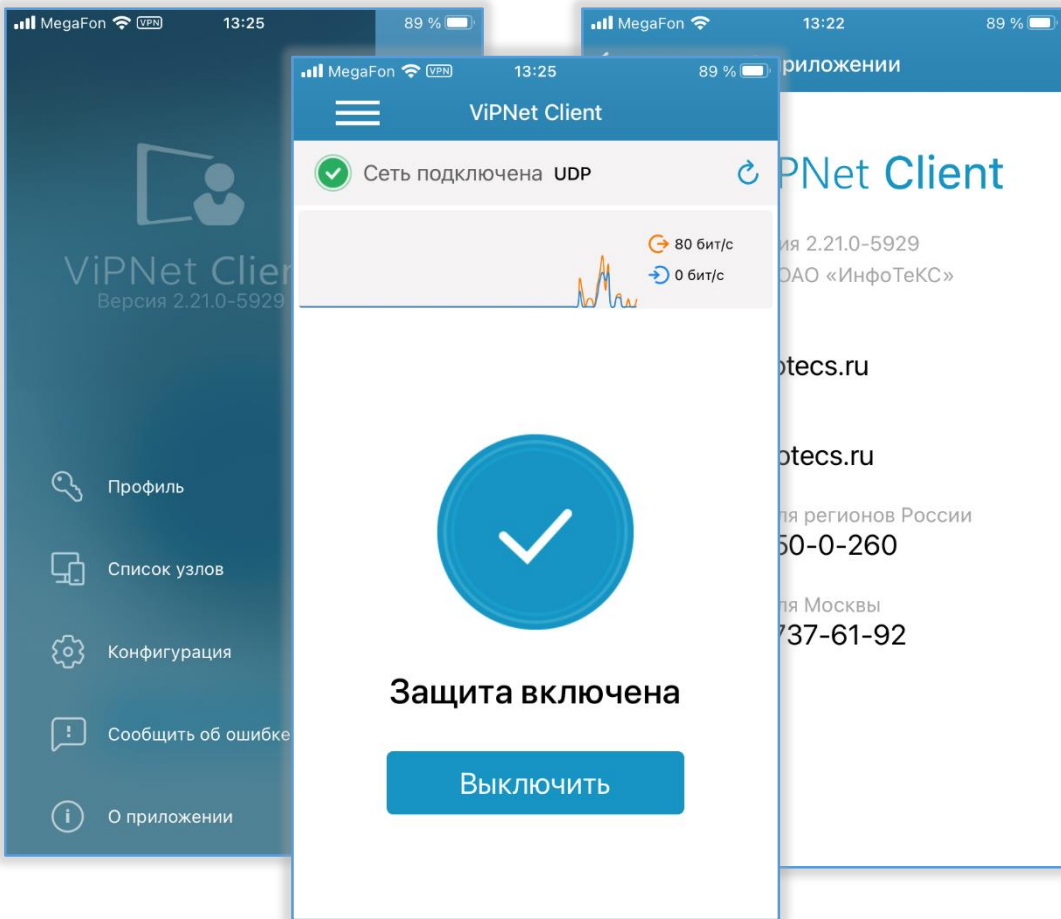 MegaFon VPN 13:25 89 %
ViPNet Clien
Версия 2.21.0-5929
Профиль
Список узлов
Конфигурация
Сообщить об ошибке
О приложении
MegaFon VPN 13:25 89 %
ViPNet Client
Сеть подключена UDP
80 бит/с
0 бит/с
Защита включена
Выключить
MegaFon 13:22 89 %
риложении
PNet Client
ия 2.21.0-5929
ОАО «ИнфоТеКС»
otecs.ru
otecs.ru
ля регионов России
50-0-260
ля Москвы
737-61-92